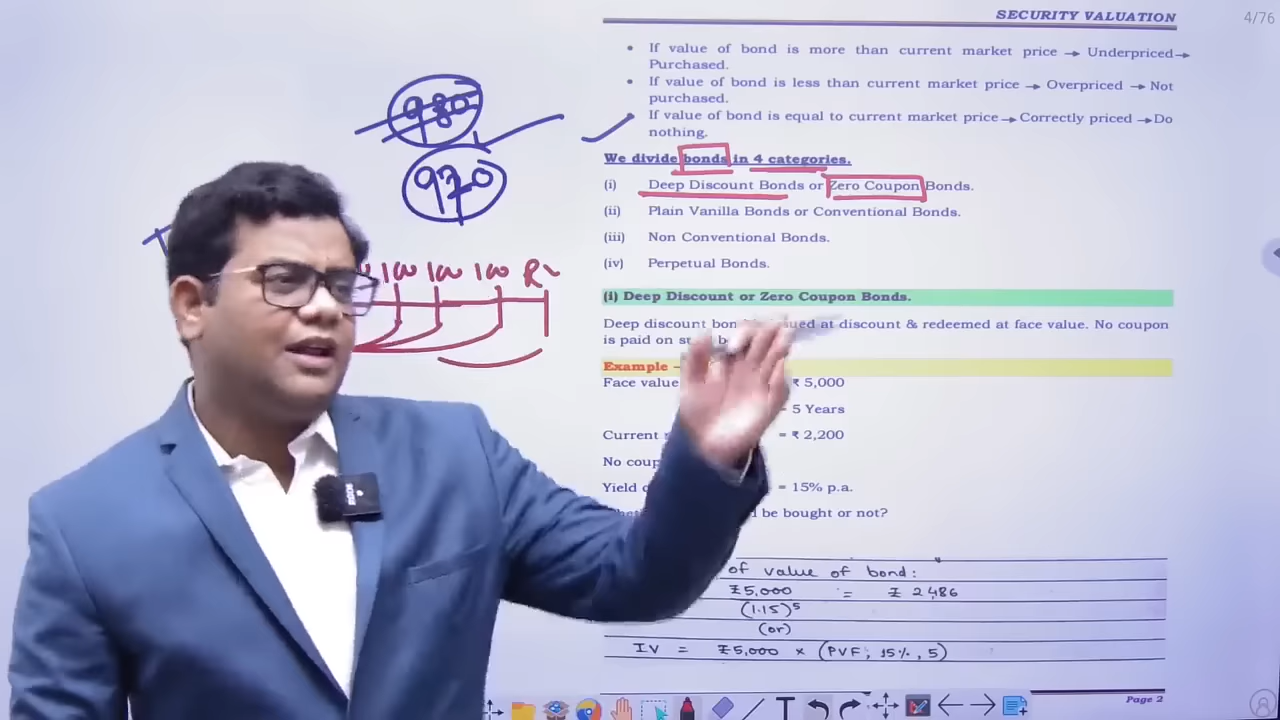 SECURITY VALUATION
4/76
• If value of bond is more than current market price → Underpriced→
Purchased.
• If value of bond is less than current market price → Overpriced → Not
purchased.
• If value of bond is equal to current market price → Correctly priced → Do
nothing.
We divide bonds in 4 categories.
(i) Deep Discount Bonds or Zero Coupon Bonds.
(ii) Plain Vanilla Bonds or Conventional Bonds.
(iii) Non Conventional Bonds.
(iv) Perpetual Bonds.
(i) Deep Discount or Zero Coupon Bonds.
Deep discount at discount & redeemed at face value. No coupon
is paid on
Example –
Face value ₹ 5,000
= 5 Years
Current = ₹ 2,200
No
Yield = 15% p.a.
be bought or not?
of value of bond:
₹5,000 = ₹ 2486
(1.15)⁵
(or)
IV = ₹5,000 × (PVF, 15%, 5)
Page 2
980
970
100 100 100 RV